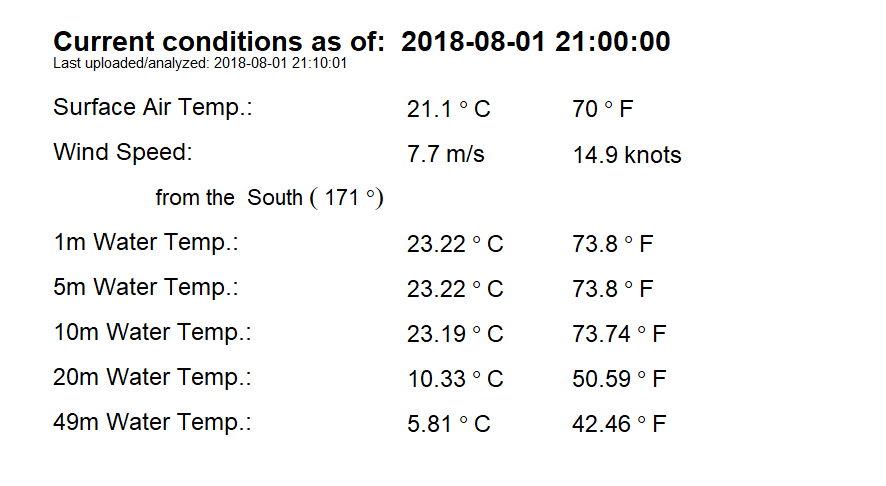 Current conditions as of:  2018-08-01 21:00:00
Last uploaded/analyzed: 2018-08-01 21:10:01
Surface Air Temp.: 21.1 ° C 70 ° F
Wind Speed: 7.7 m/s 14.9 knots
from the  South ( 171 °)
1m Water Temp.: 23.22 ° C 73.8 ° F
5m Water Temp.: 23.22 ° C 73.8 ° F
10m Water Temp.: 23.19 ° C 73.74 ° F
20m Water Temp.: 10.33 ° C 50.59 ° F
49m Water Temp.: 5.81 ° C 42.46 ° F